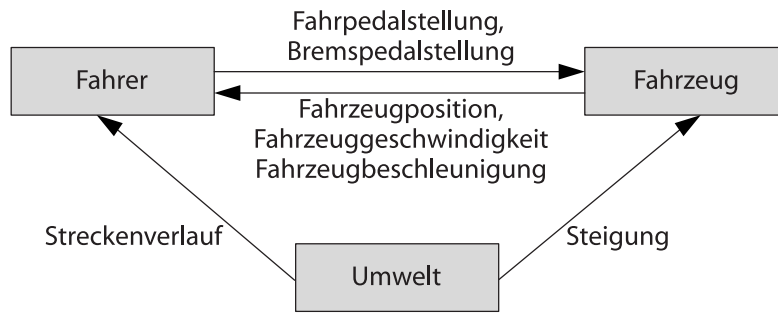 Fahrpedalstellung,
Bremspedalstellung
Fahrer
Fahrzeug
Fahrzeugposition,
Fahrzeuggeschwindigkeit
Fahrzeugbeschleunigung
Streckenverlauf
Steigung
Umwelt